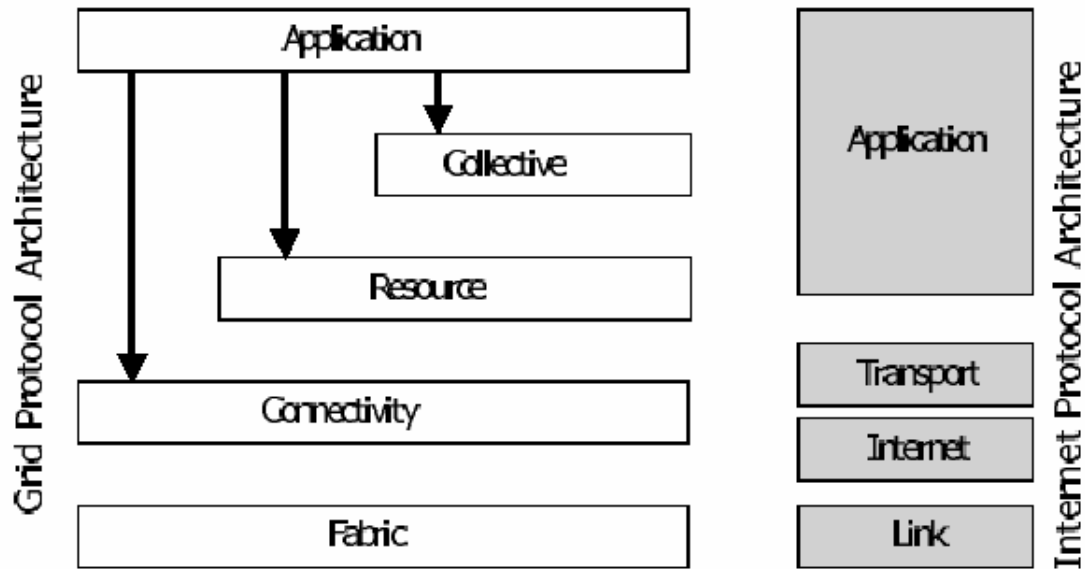 Grid Protocol Architecture
Application
Collective
Resource
Connectivity
Fabric
Application
Transport
Internet
Link
Internet Protocol Architecture